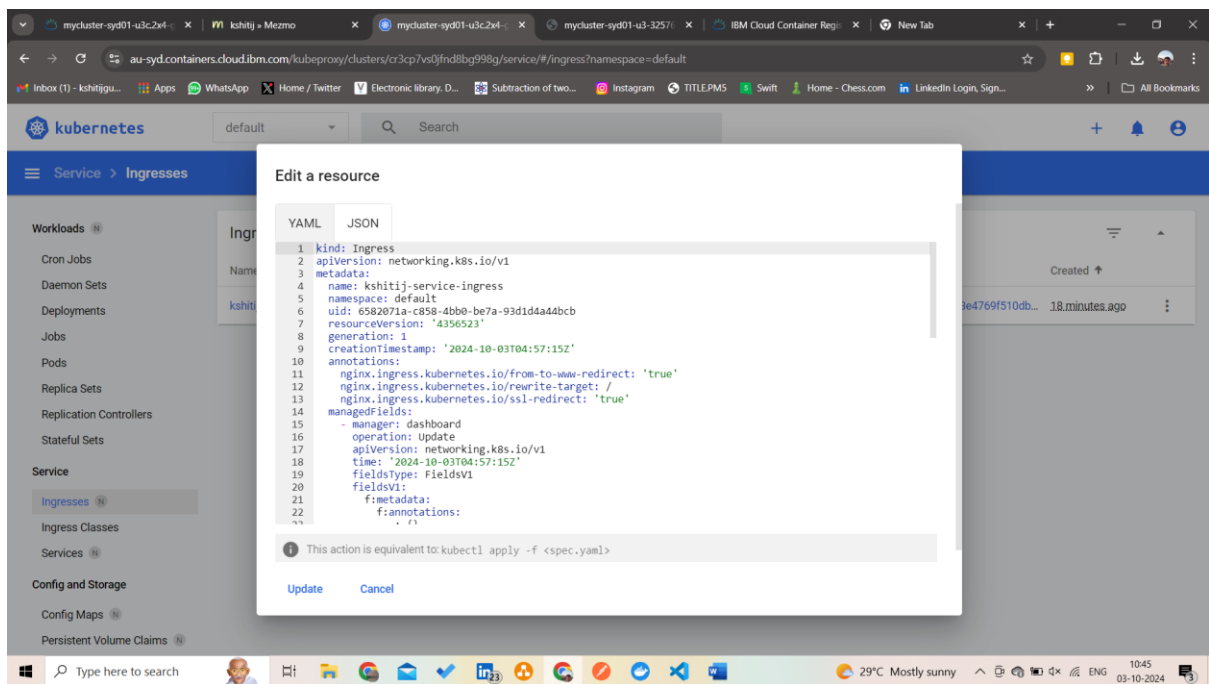 mycluster-syd01-u3c.2x4-g
kshitij » Mezmo
mycluster-syd01-u3c.2x4-g
mycluster-syd01-u3-32576
IBM Cloud Container Regis
New Tab
au-syd.containers.cloud.ibm.com/kubeproxy/clusters/cr3cp7vs0jfnd8bg998g/service/#/ingress?namespace=default
Inbox (1) - kshitijgu... Apps WhatsApp Home / Twitter Electronic library. D... Subtraction of two... Instagram TITLE.PM5 Swift Home - Chess.com LinkedIn Login, Sign... » All Bookmarks
kubernetes default Search
Service > Ingresses
Workloads N
Cron Jobs
Daemon Sets
Deployments
Jobs
Pods
Replica Sets
Replication Controllers
Stateful Sets
Service
Ingresses N
Ingress Classes
Services N
Config and Storage
Config Maps N
Persistent Volume Claims N
Ingr
Name
kshiti
Created
3e4769f510db... 18 minutes ago
Edit a resource
YAML JSON
1 kind: Ingress
2 apiVersion: networking.k8s.io/v1
3 metadata:
4 name: kshitij-service-ingress
5 namespace: default
6 uid: 6582071a-c858-4bb0-be7a-93d1d4a44bcb
7 resourceVersion: '4356523'
8 generation: 1
9 creationTimestamp: '2024-10-03T04:57:15Z'
10 annotations:
11 nginx.ingress.kubernetes.io/from-to-www-redirect: 'true'
12 nginx.ingress.kubernetes.io/rewrite-target: /
13 nginx.ingress.kubernetes.io/ssl-redirect: 'true'
14 managedFields:
15 - manager: dashboard
16 operation: Update
17 apiVersion: networking.k8s.io/v1
18 time: '2024-10-03T04:57:15Z'
19 fieldsType: FieldsV1
20 fieldsV1:
21 f:metadata:
22 f:annotations:
This action is equivalent to: kubectl apply -f <spec.yaml>
Update Cancel
Type here to search
23
29°C Mostly sunny
ENG
10:45
03-10-2024
3